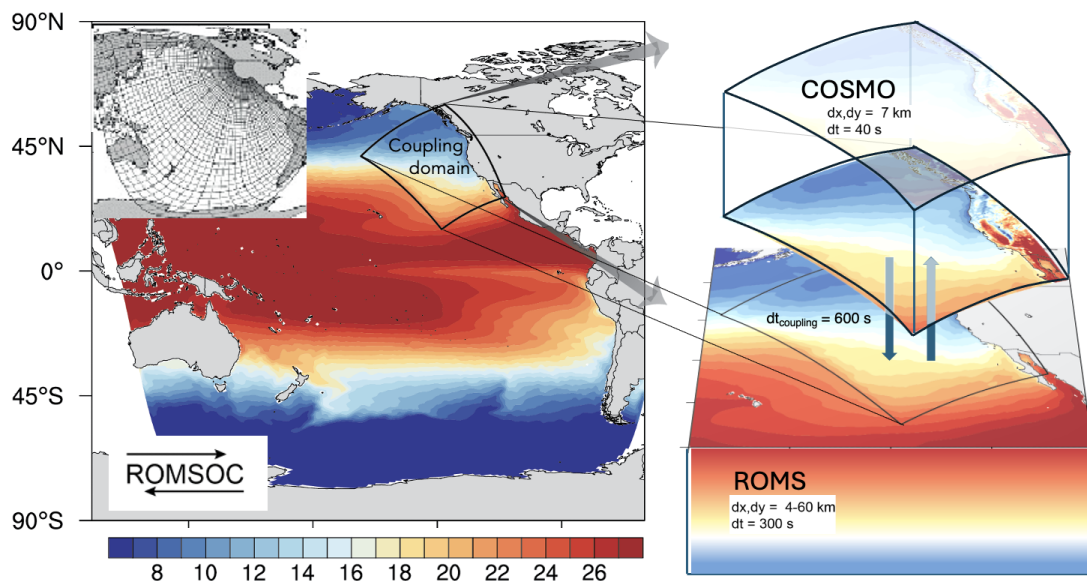 90°N
45°N
0°
45°S
90°S
Coupling
domain
ROMSOC
8 10 12 14 16 18 20 22 24 26
COSMO
dx,dy = 7 km
dt = 40 s
dtcoupling = 600 s
ROMS
dx,dy = 4-60 km
dt = 300 s